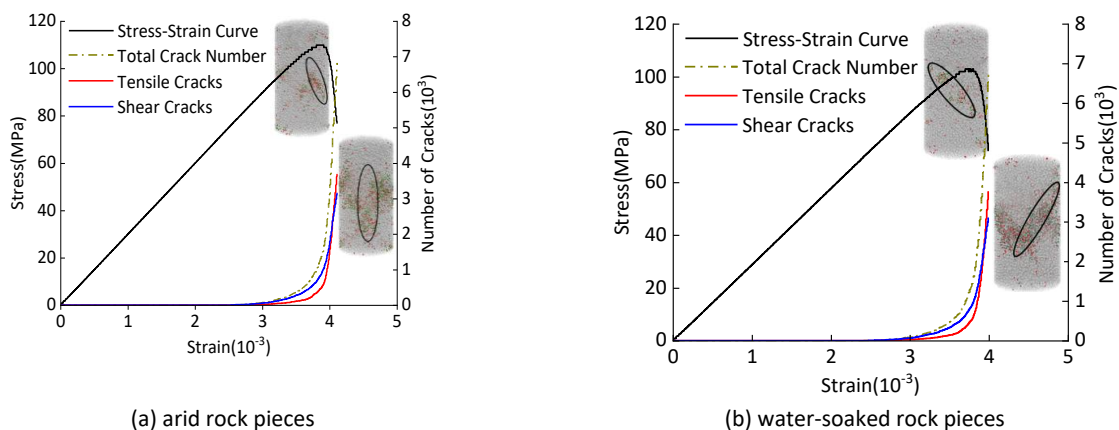 120
100
80
60
40
20
0
Stress(MPa)
Stress-Strain Curve
Total Crack Number
Tensile Cracks
Shear Cracks
8
7
6
5
4
3
2
1
0
Number of Cracks(10³)
0 1 2 3 4 5
Strain(10⁻³)
(a) arid rock pieces
120
100
80
60
40
20
0
Stress(MPa)
Stress-Strain Curve
Total Crack Number
Tensile Cracks
Shear Cracks
8
7
6
5
4
3
2
1
0
Number of Cracks(10³)
0 1 2 3 4 5
Strain(10⁻³)
(b) water-soaked rock pieces